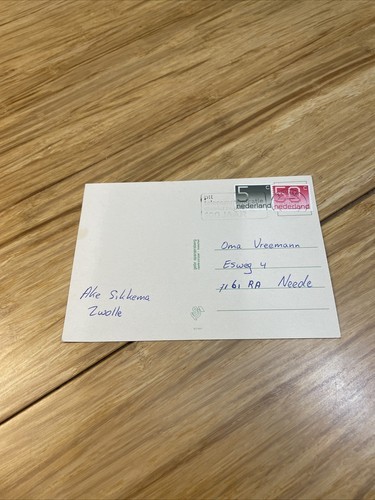 5 c
nederland
50 c
nederland
Oma Vreemann
Esweg 4
7161 RA Neede
Ake Sikkema
Zwolle